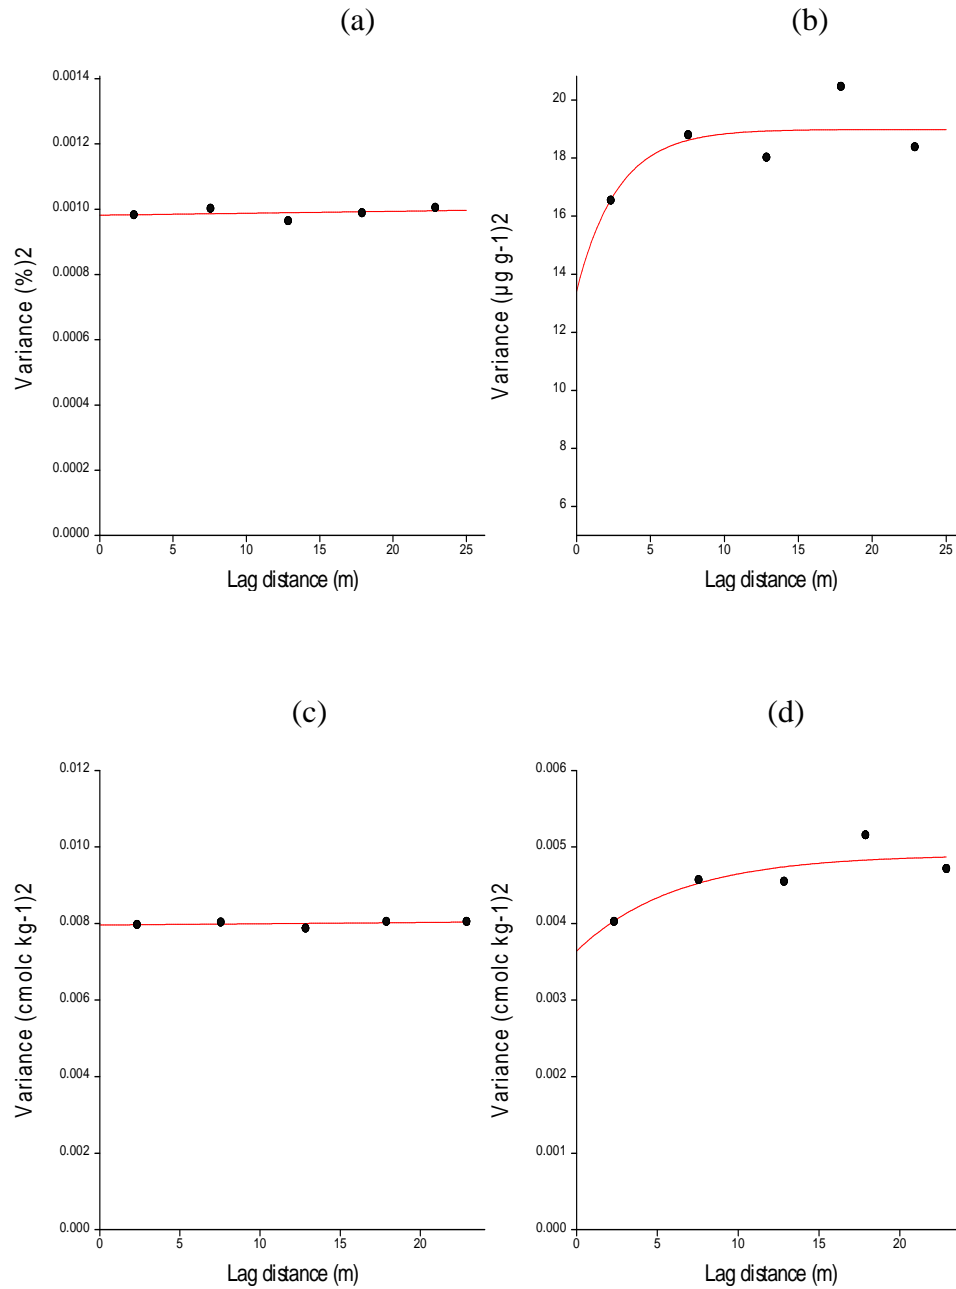 (a)
0.0014
0.0012
0.0010
0.0008
0.0006
0.0004
0.0002
0.0000
Variance (%)2
0 5 10 15 20 25
Lag distance (m)
(b)
20
18
16
14
12
10
8
6
Variance (µg g-1)2
0 5 10 15 20 25
Lag distance (m)
(c)
0.012
0.010
0.008
0.006
0.004
0.002
0.000
Variance (cmolc kg-1)2
0 5 10 15 20
Lag distance (m)
(d)
0.006
0.005
0.004
0.003
0.002
0.001
0.000
Variance (cmolc kg-1)2
0 5 10 15 20
Lag distance (m)